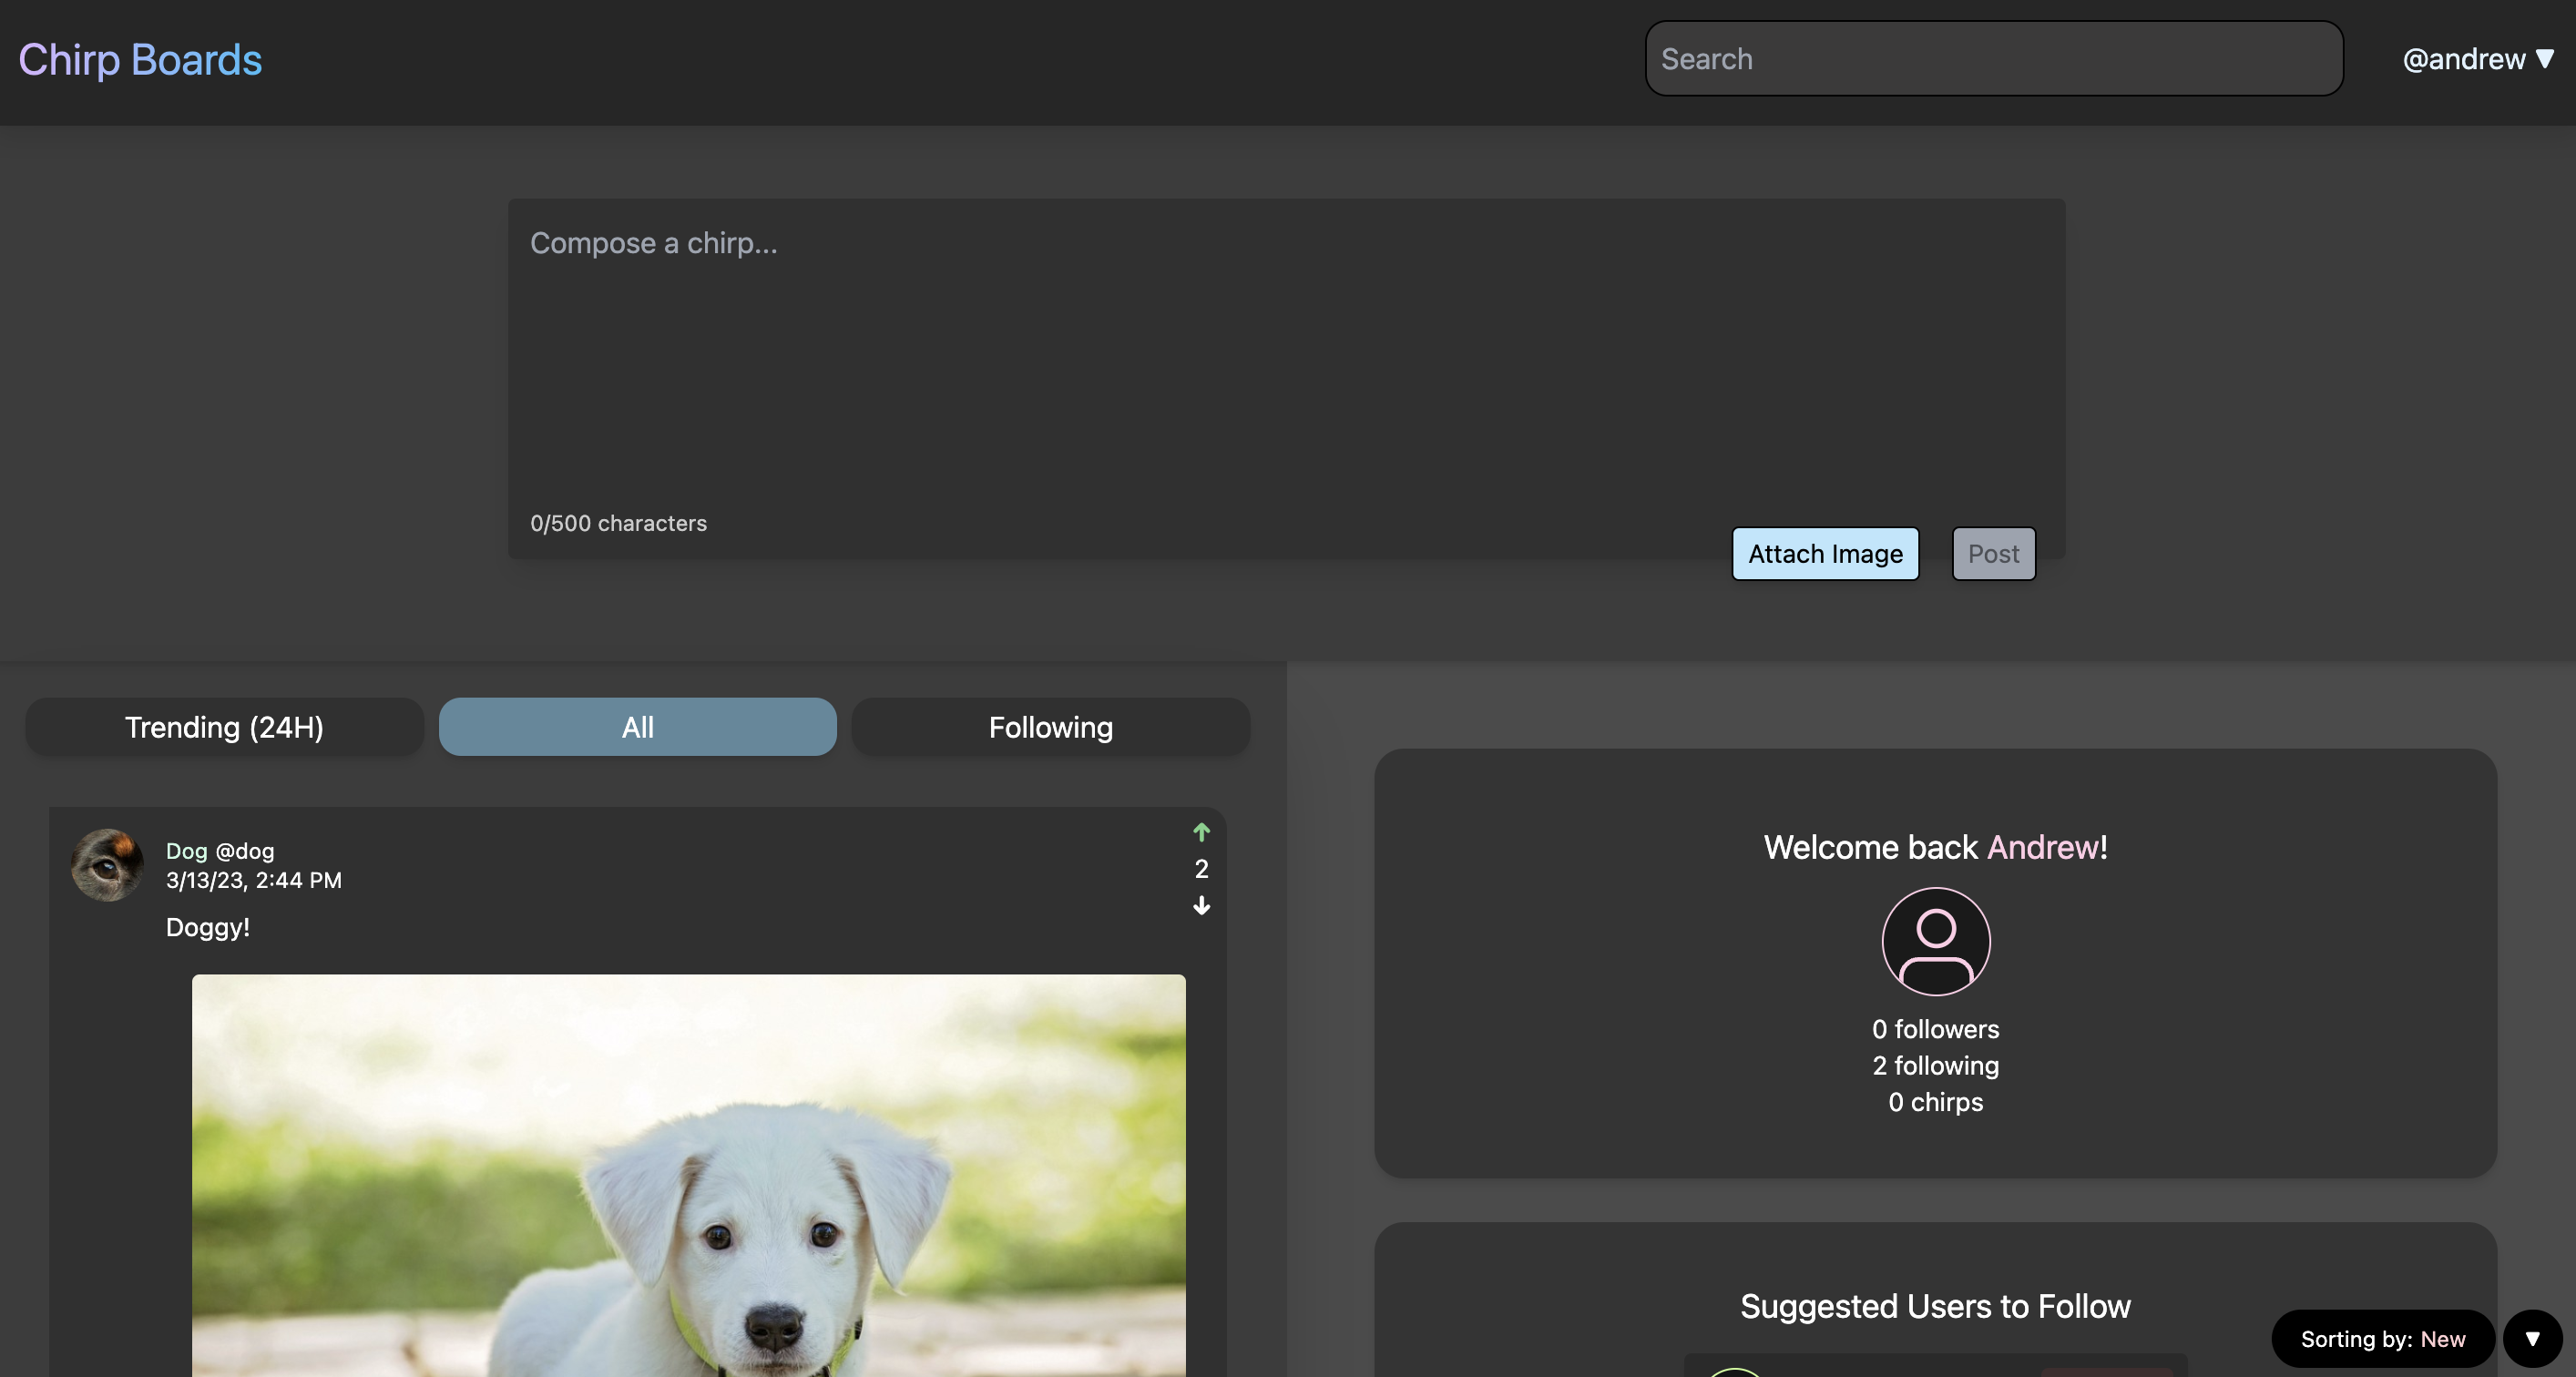 Chirp Boards
Search
@andrew ▼
Compose a chirp...
0/500 characters
Attach Image
Post
Trending (24H)
All
Following
Dog @dog
3/13/23, 2:44 PM
Doggy!
2
Welcome back Andrew!
0 followers
2 following
0 chirps
Suggested Users to Follow
Sorting by: New
▼